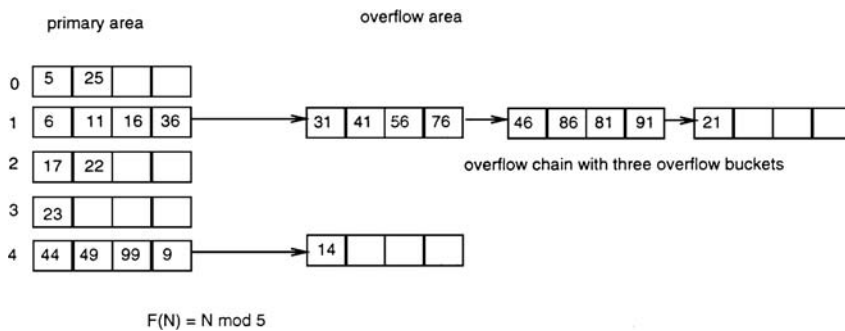 primary area
overflow area
0 5 25
1 6 11 16 36 31 41 56 76 46 86 81 91 21
2 17 22
overflow chain with three overflow buckets
3 23
4 44 49 99 9 14
F(N) = N mod 5